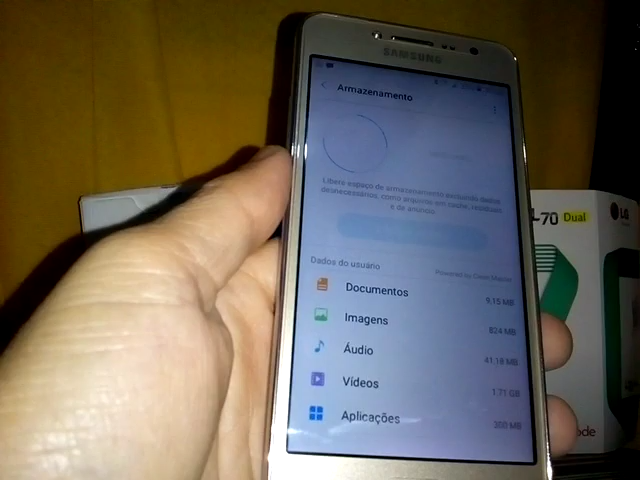 SAMSUNG
Armazenamento
Libere espaço de armazenamento excluindo dados
desnecessários, como arquivos em cache, residuais
e de anúncio.
Dados do usuário
Powered by Clean Master
Documentos
9.15 MB
Imagens
824 MB
Áudio
41.18 MB
Vídeos
1.71 GB
Aplicações
350 MB
L70 Dual
LG